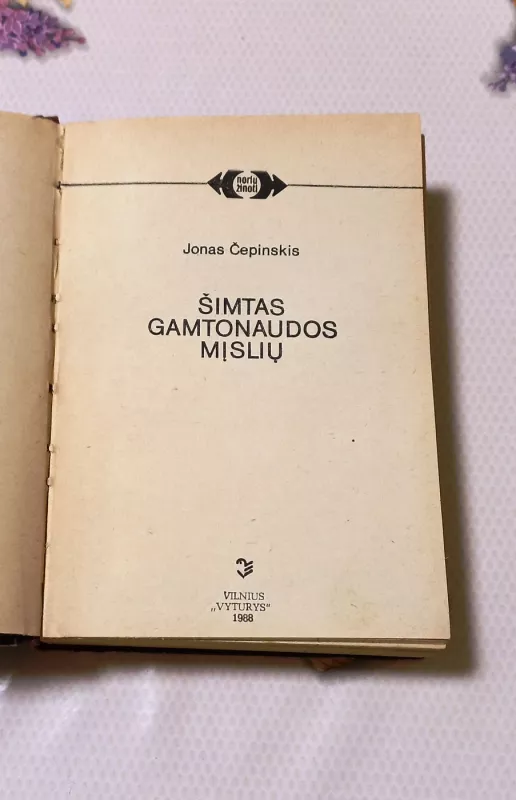 noriu
žinoti
Jonas Čepinskis
ŠIMTAS
GAMTONAUDOS
MĮSLIŲ
VILNIUS
„VYTURYS“
1988